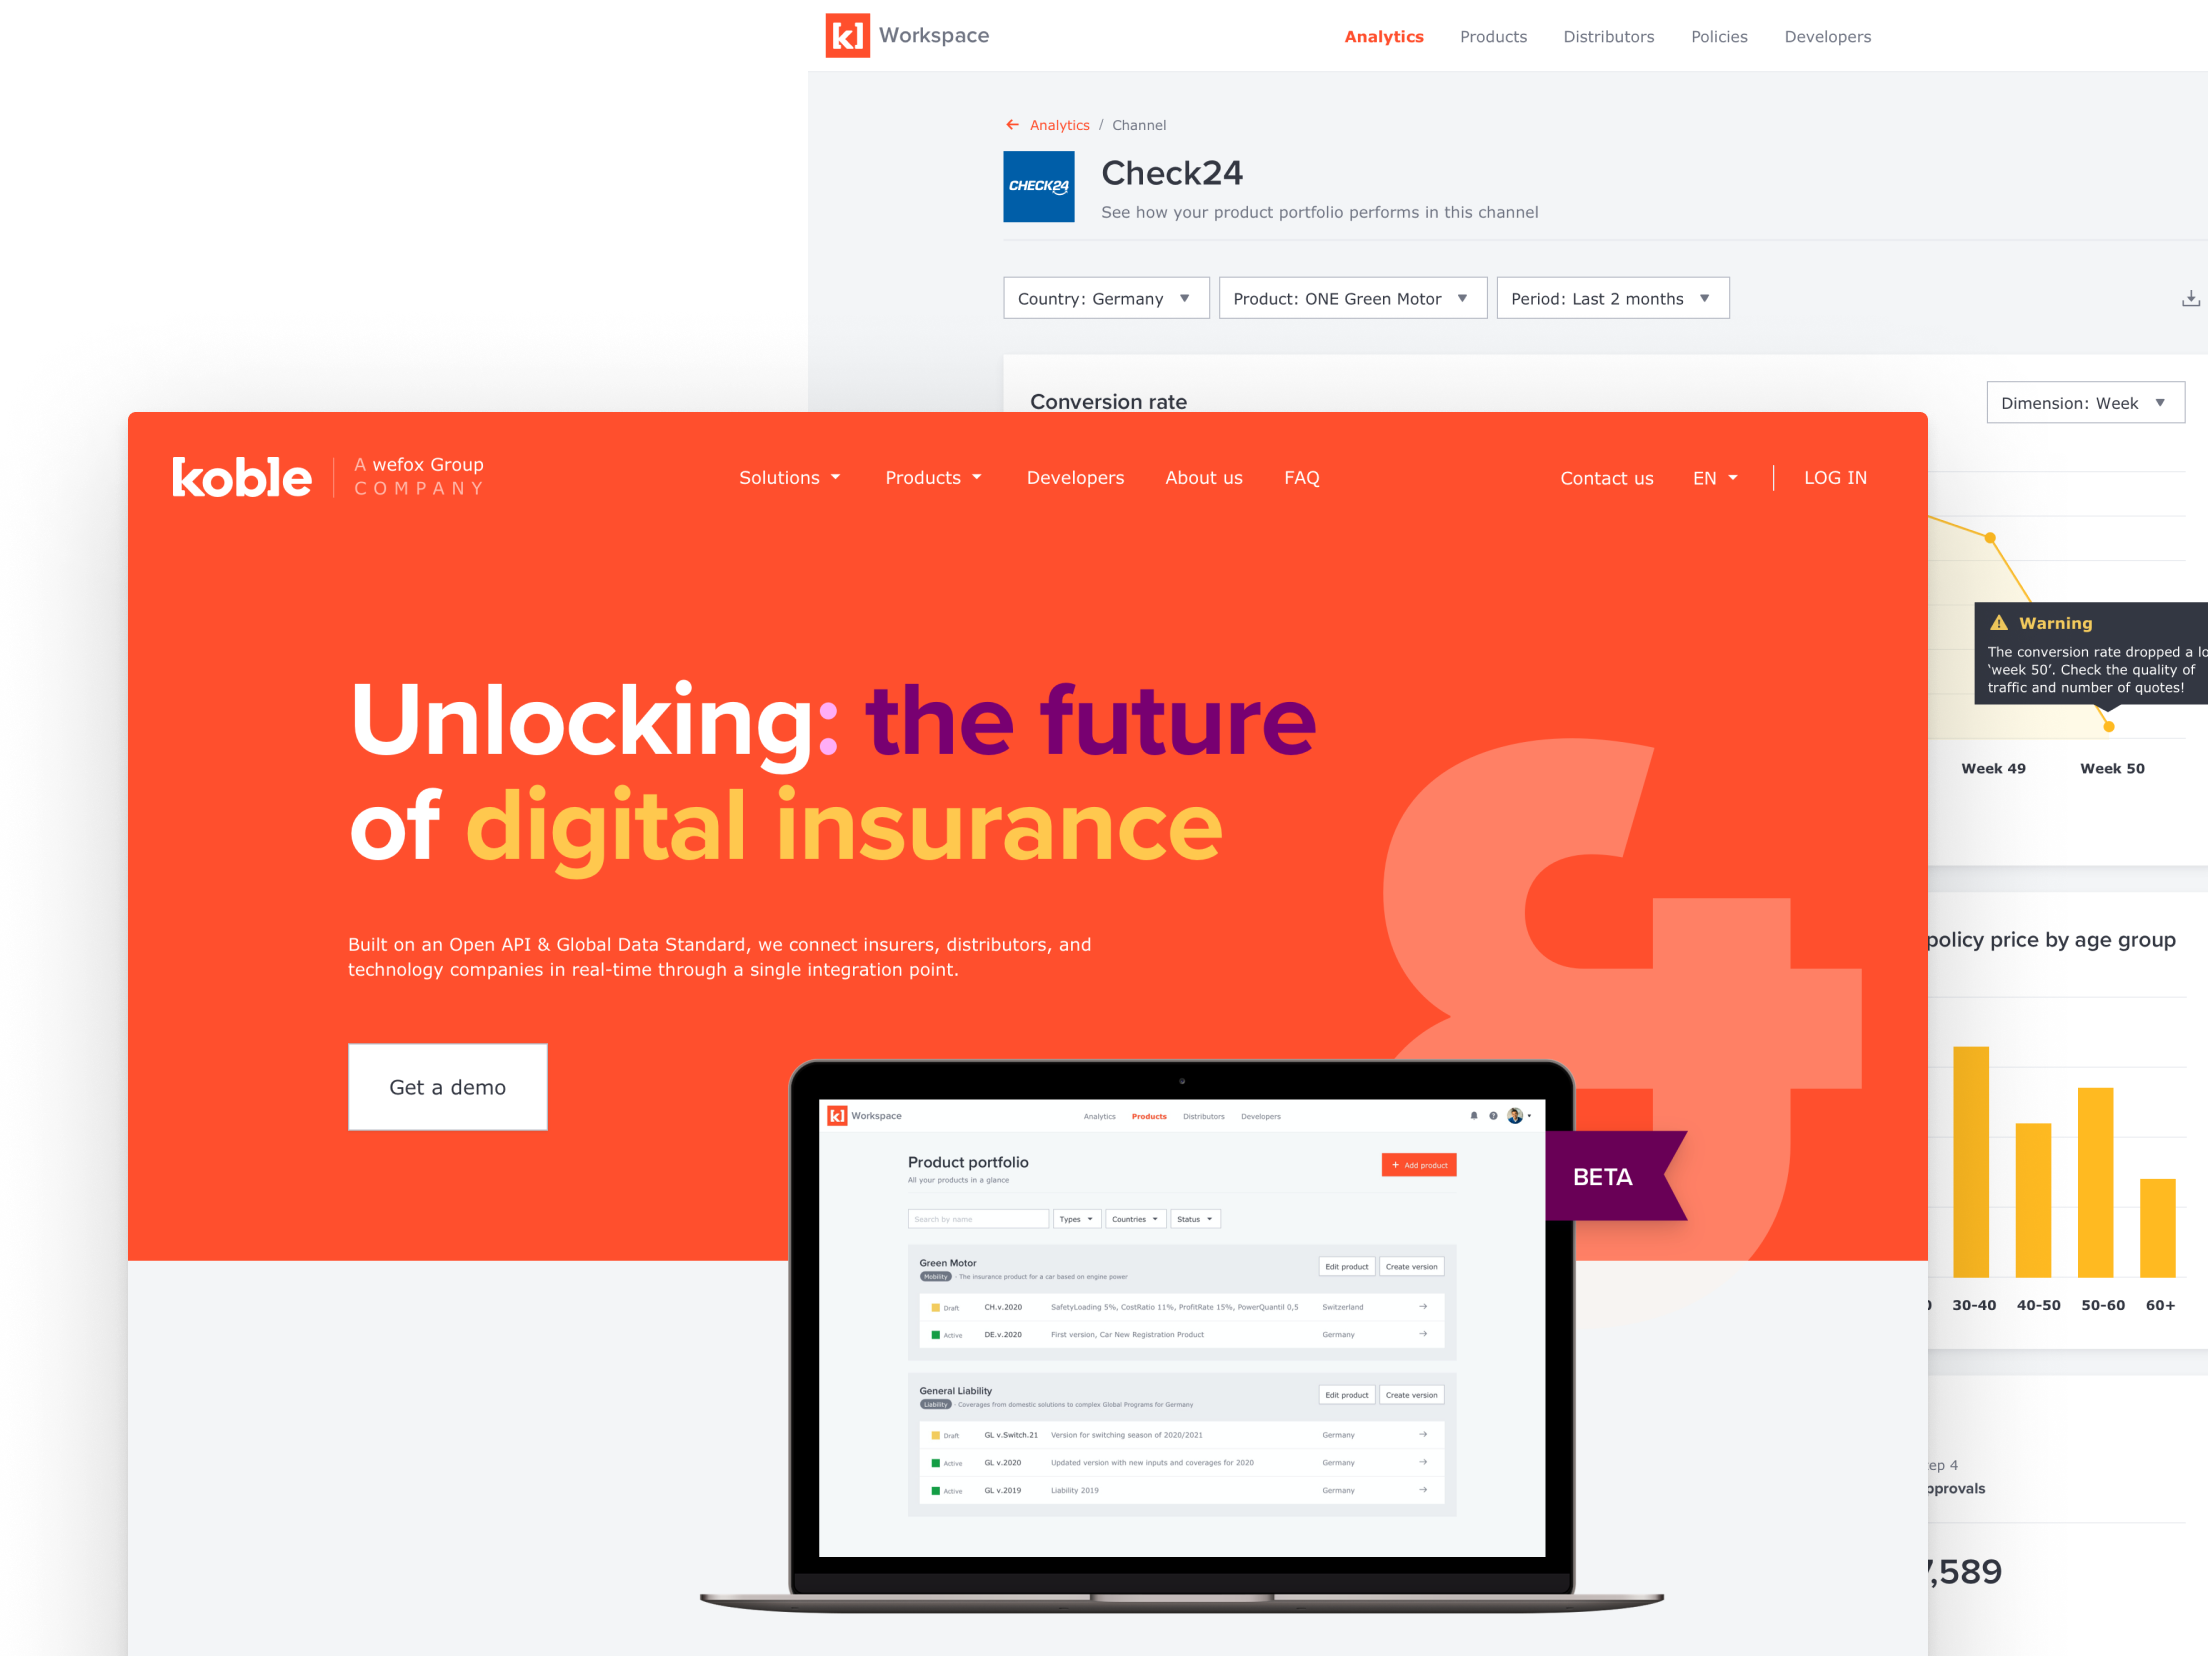 [k] Workspace
Analytics Products Distributors Policies Developers
← Analytics / Channel
CHECK24
Check24
See how your product portfolio performs in this channel
Country: Germany
Product: ONE Green Motor
Period: Last 2 months
Conversion rate
Dimension: Week
Warning
The conversion rate dropped a
‘week 50’. Check the quality of
traffic and number of quotes!
Week 49 Week 50
policy price by age group
30-40 40-50 50-60 60+
,589
koble
A wefox Group
COMPANY
Solutions Products Developers About us FAQ
Contact us EN LOG IN
Unlocking: the future
of digital insurance
Built on an Open API & Global Data Standard, we connect insurers, distributors, and
technology companies in real-time through a single integration point.
Get a demo
BETA
[k] Workspace
Analytics Products Distributors Developers
Product portfolio
All your products in a glance
+ Add product
Search by name
Types
Countries
Status
Green Motor
Mobility - The insurance product for a car based on engine power
Edit product Create version
Draft CH.v.2020 SafetyLoading 5%, CostRatio 11%, ProfitRate 15%, PowerQuantil 0,5 Switzerland →
Active DE.v.2020 First version, Car New Registration Product Germany →
General Liability
Liability - Coverages from domestic solutions to complex Global Programs for Germany
Edit product Create version
Draft GL v.Switch.21 Version for switching season of 2020/2021 Germany →
Active GL v.2020 Updated version with new inputs and coverages for 2020 Germany →
Active GL v.2019 Liability 2019 Germany →